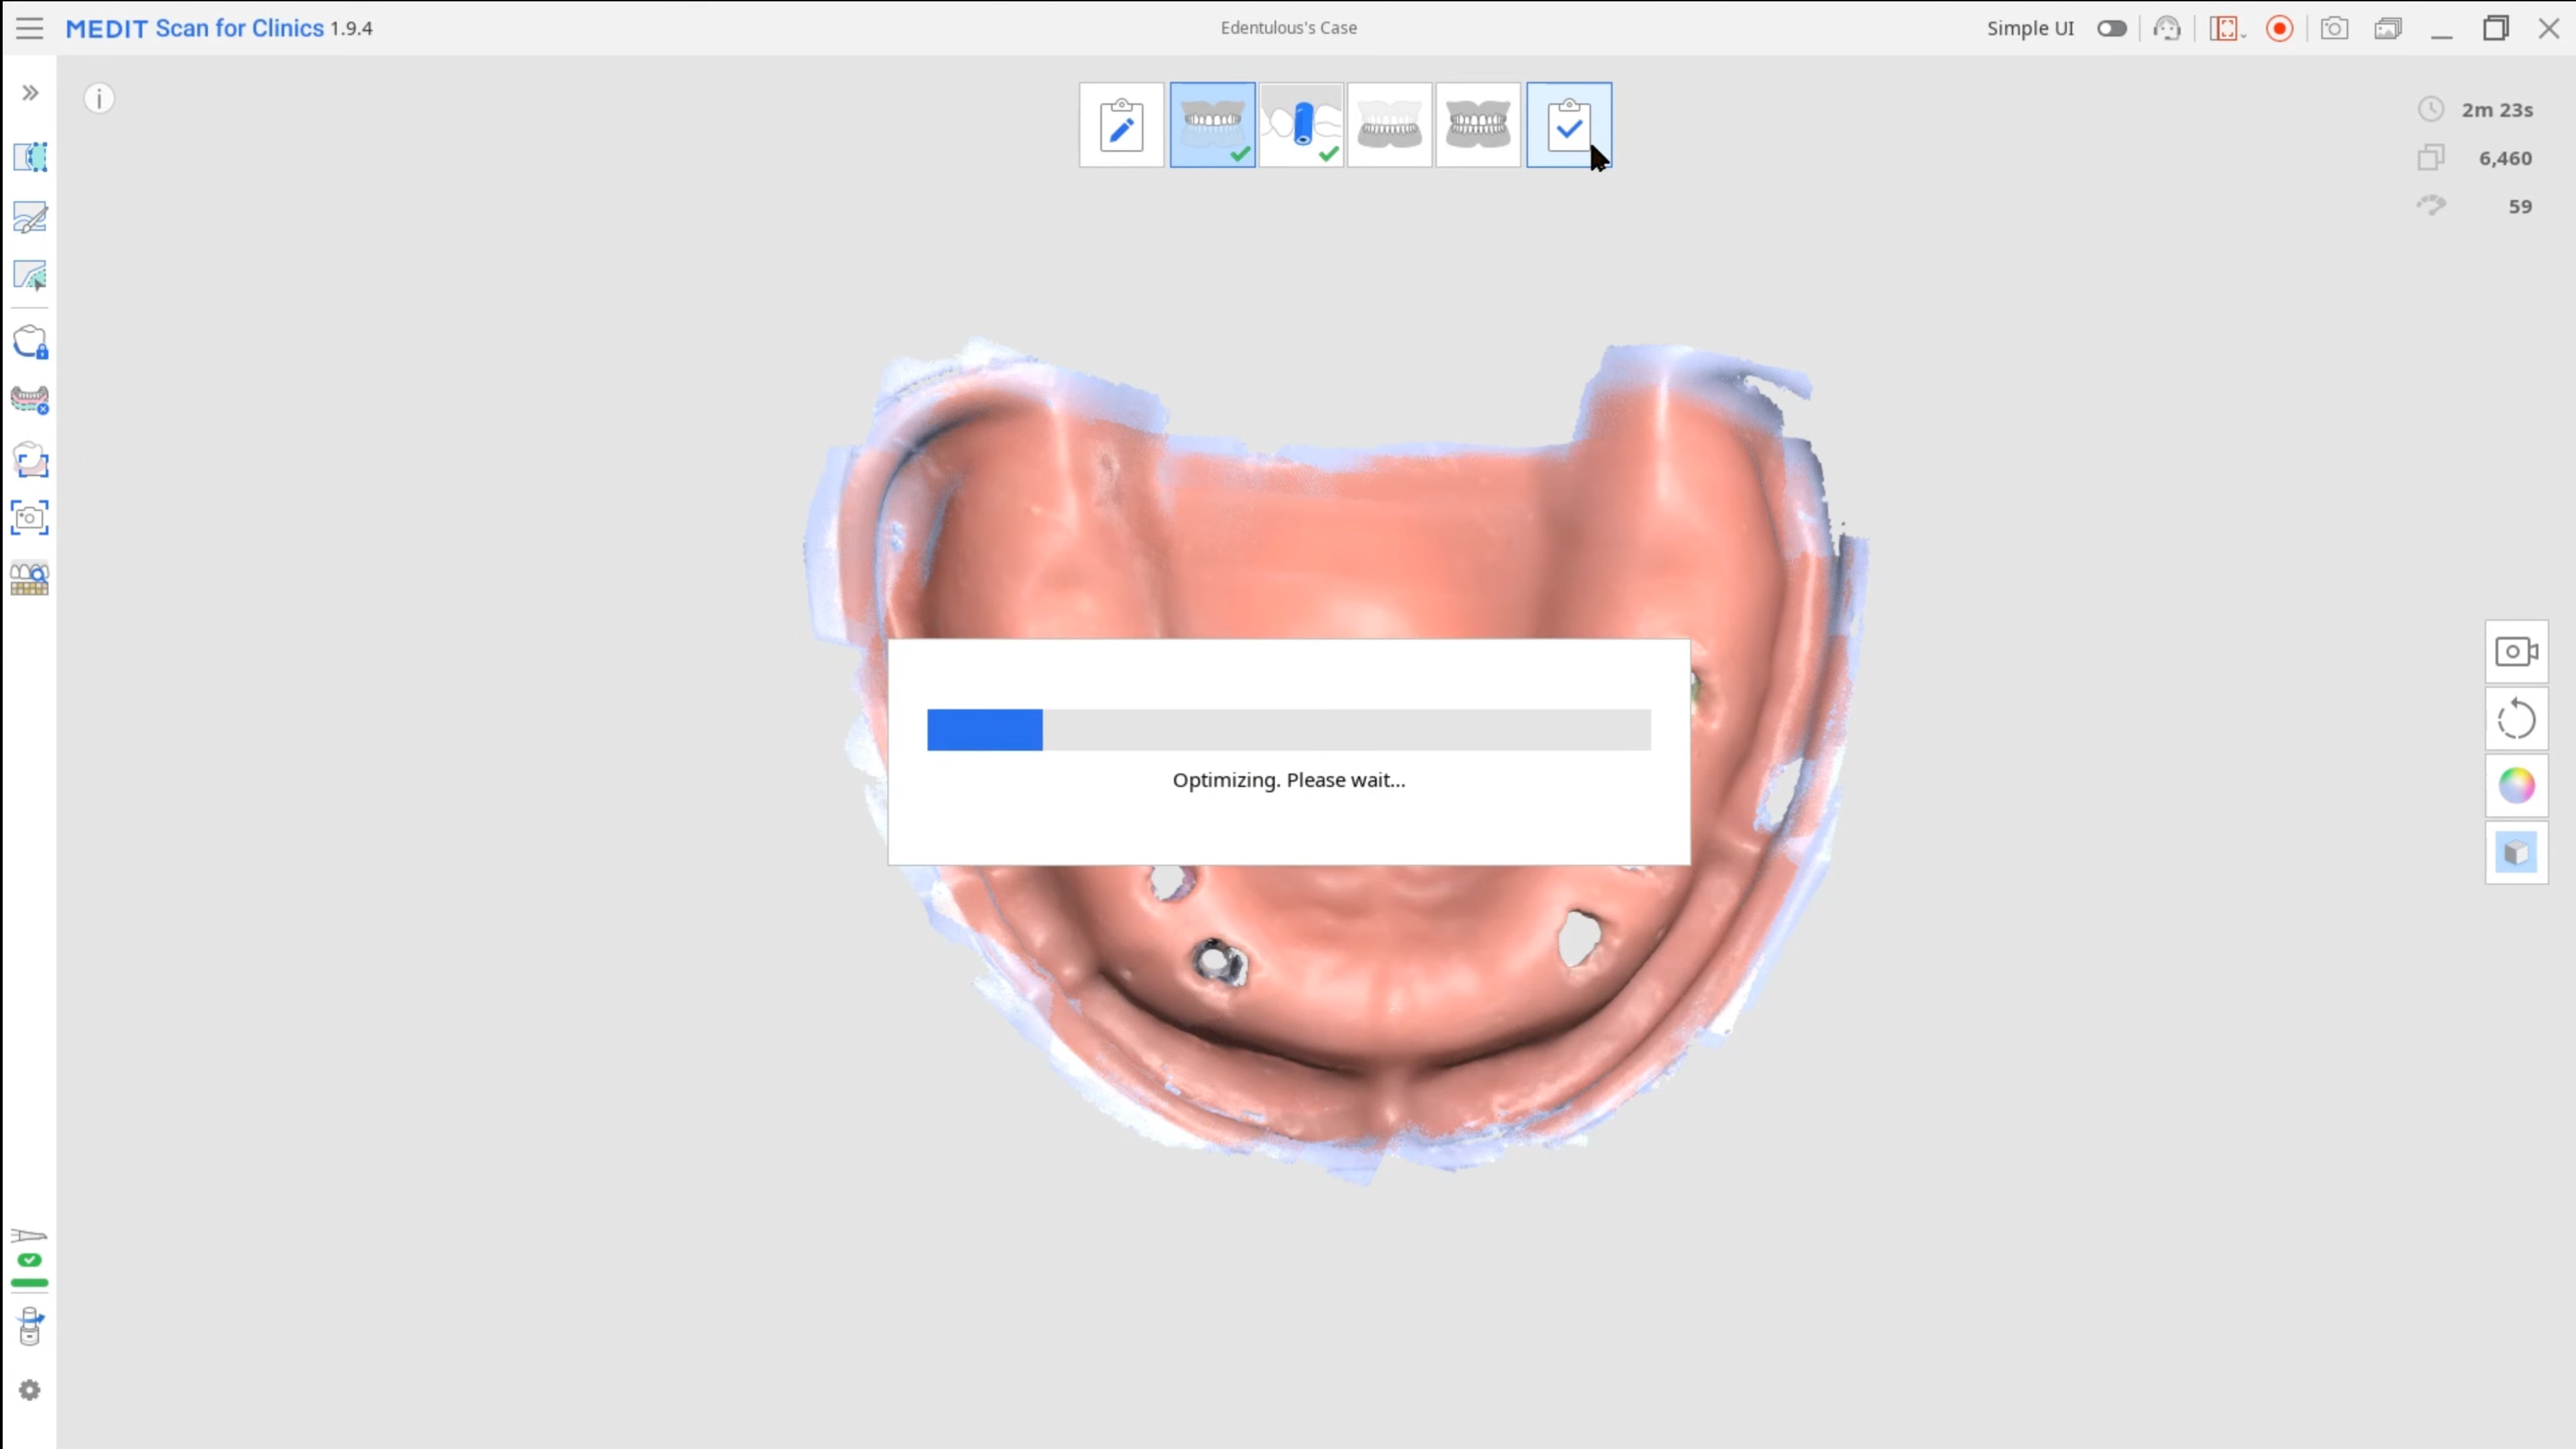 MEDIT Scan for Clinics 1.9.4
Edentulous's Case
Simple UI
2m 23s
6,460
59
Optimizing. Please wait...